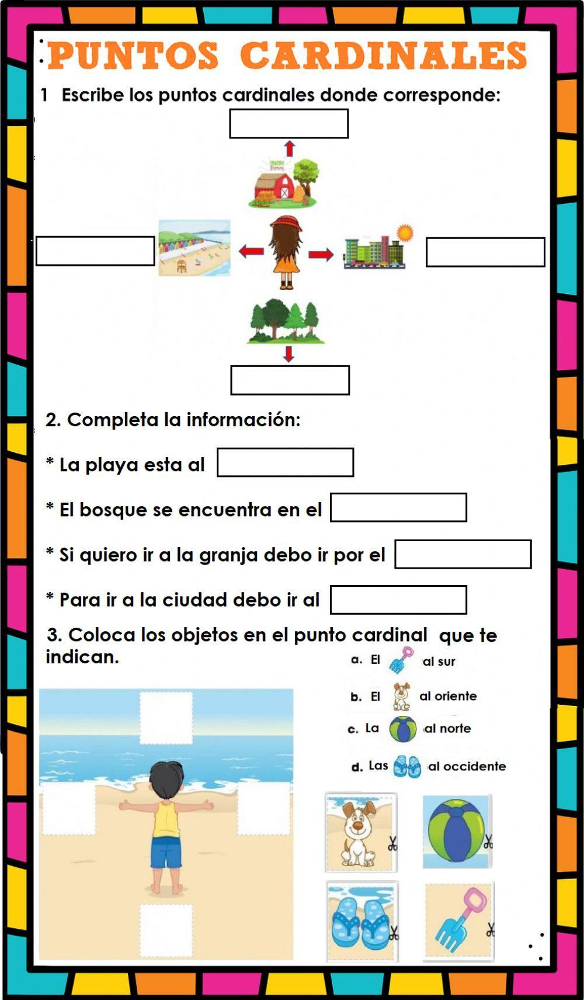 PUNTOS CARDINALES
1 Escribe los puntos cardinales donde corresponde:
2. Completa la información:
* La playa esta al
* El bosque se encuentra en el
* Si quiero ir a la granja debo ir por el
* Para ir a la ciudad debo ir al
3. Coloca los objetos en el punto cardinal que te
indican.
a. El al sur
b. El al oriente
c. La al norte
d. Las al occidente